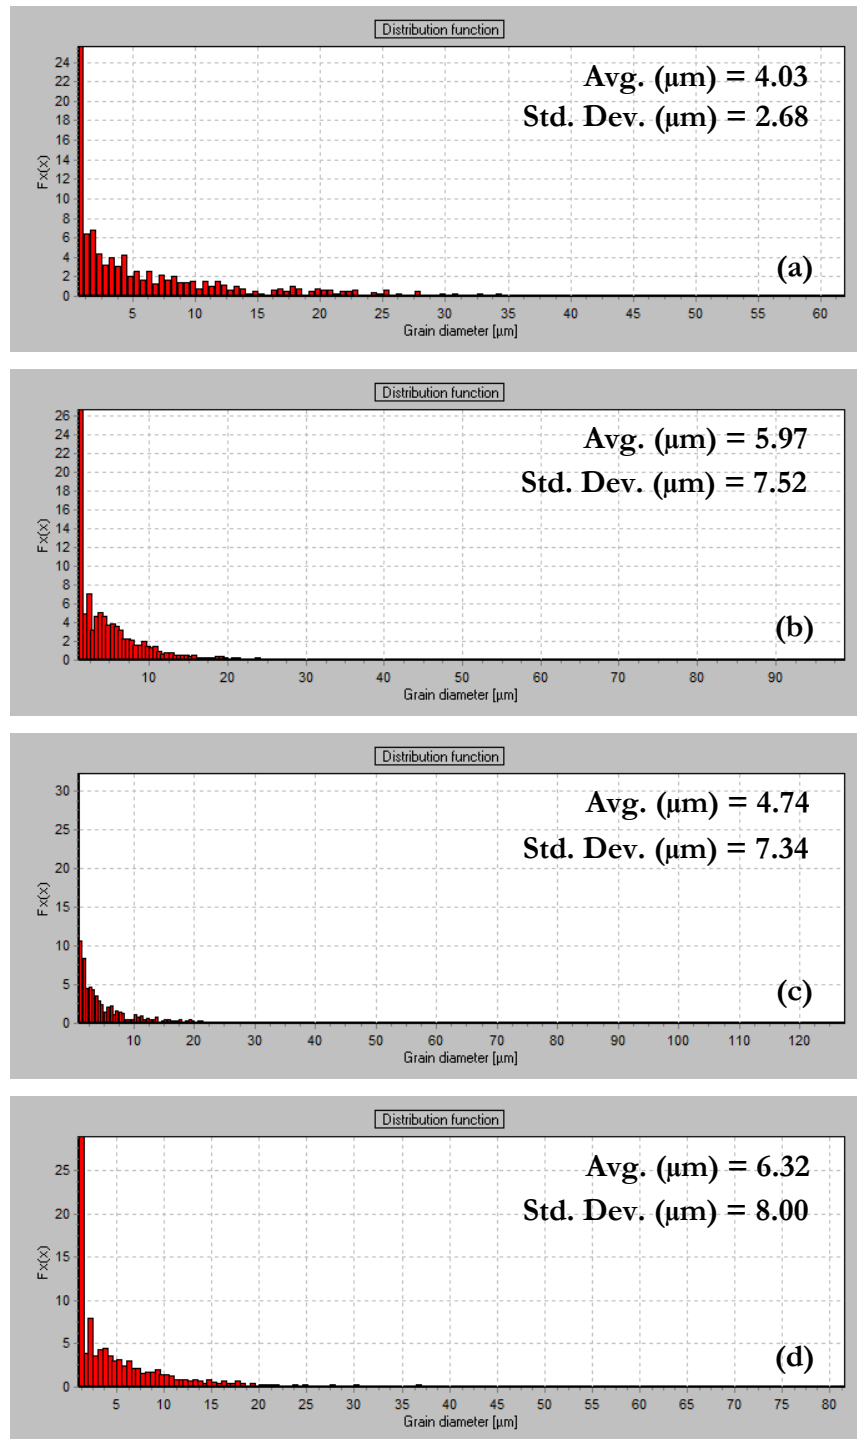 Distribution function
24
22
20
18
16
14
12
10
8
6
4
2
0
Fx(x)
Avg. (µm) = 4.03
Std. Dev. (µm) = 2.68
(a)
5 10 15 20 25 30 35 40 45 50 55 60
Grain diameter [µm]
Distribution function
26
24
22
20
18
16
14
12
10
8
6
4
2
0
Fx(x)
Avg. (µm) = 5.97
Std. Dev. (µm) = 7.52
(b)
10 20 30 40 50 60 70 80 90
Grain diameter [µm]
Distribution function
30
25
20
15
10
5
0
Fx(x)
Avg. (µm) = 4.74
Std. Dev. (µm) = 7.34
(c)
10 20 30 40 50 60 70 80 90 100 110 120
Grain diameter [µm]
Distribution function
25
20
15
10
5
0
Fx(x)
Avg. (µm) = 6.32
Std. Dev. (µm) = 8.00
(d)
5 10 15 20 25 30 35 40 45 50 55 60 65 70 75 80
Grain diameter [µm]